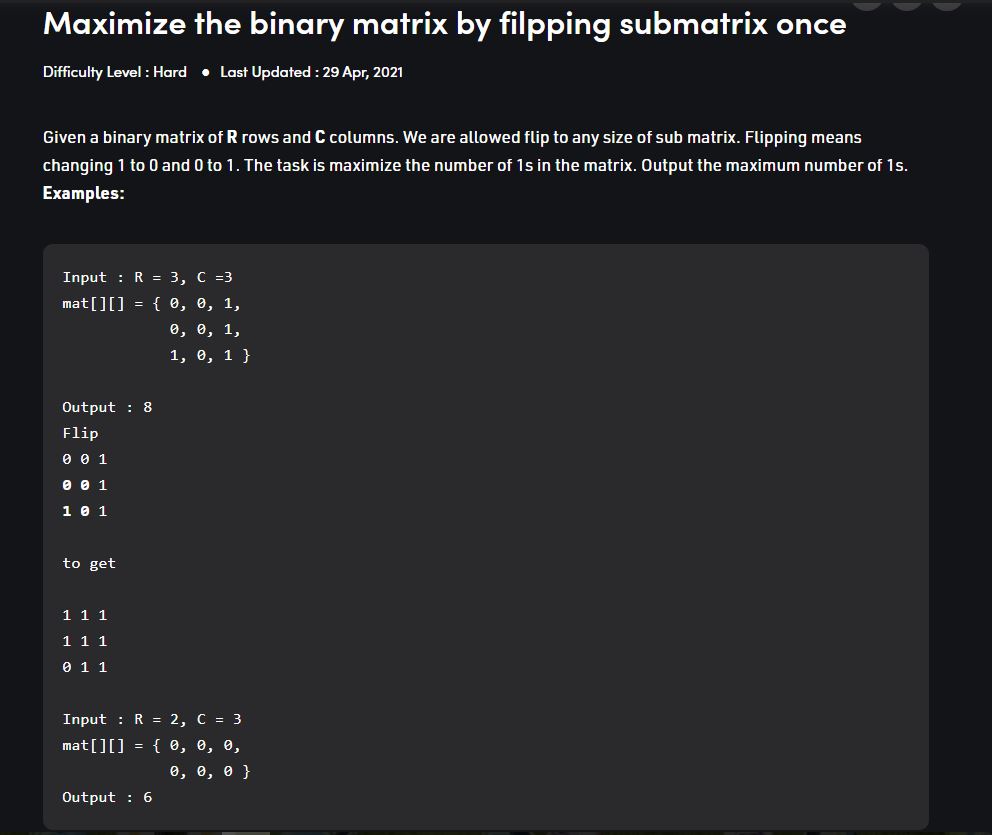 Maximize the binary matrix by filpping submatrix once
Difficulty Level : Hard ● Last Updated : 29 Apr, 2021
Given a binary matrix of R rows and C columns. We are allowed flip to any size of sub matrix. Flipping means
changing 1 to 0 and 0 to 1. The task is maximize the number of 1s in the matrix. Output the maximum number of 1s.
Examples:
Input : R = 3, C =3
mat[][] = { 0, 0, 1,
0, 0, 1,
1, 0, 1 }
Output : 8
Flip
0 0 1
0 0 1
1 0 1
to get
1 1 1
1 1 1
0 1 1
Input : R = 2, C = 3
mat[][] = { 0, 0, 0,
0, 0, 0 }
Output : 6